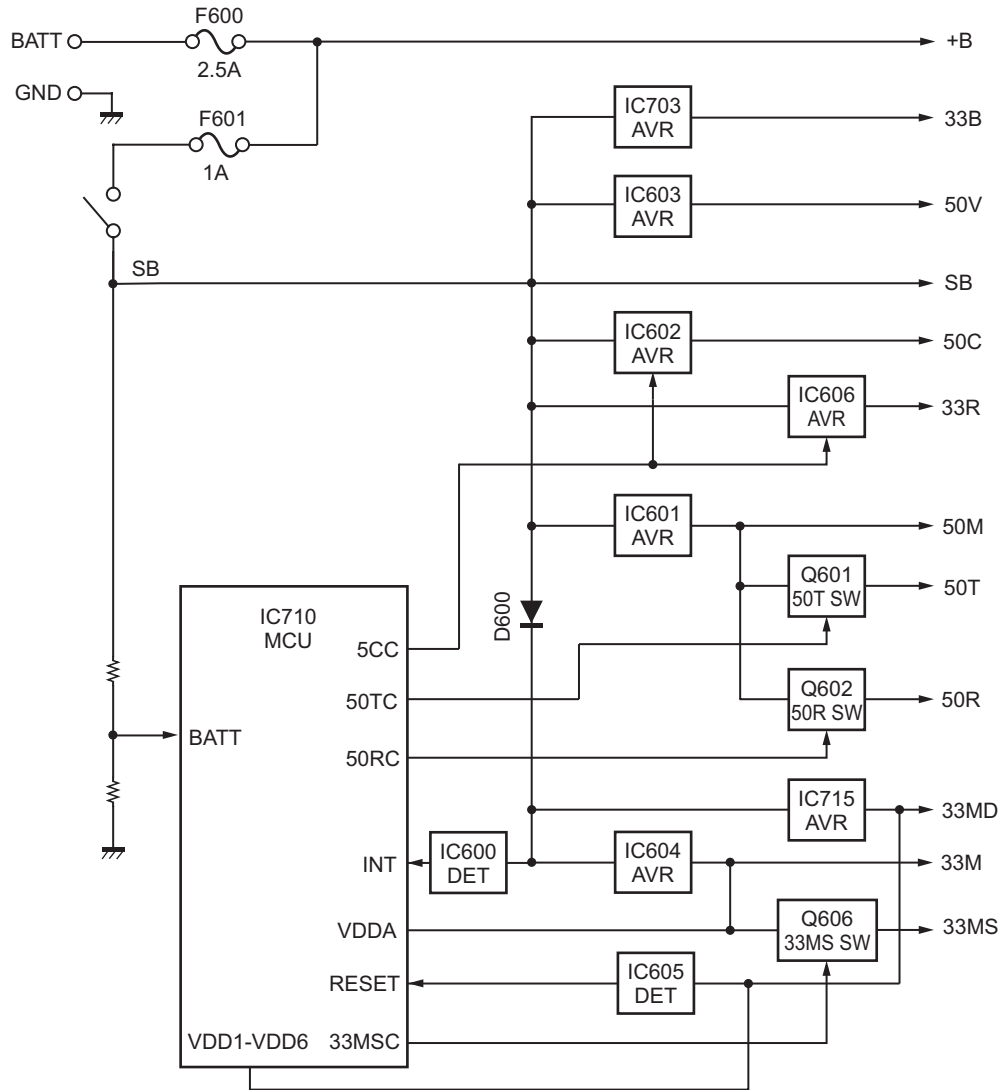 F600
BATT
+B
2.5A
GND
F601
1A
IC703
AVR
33B
IC603
AVR
50V
SB
SB
IC602
AVR
50C
IC606
AVR
33R
IC601
AVR
50M
Q601
50T SW
50T
D600
IC710
MCU
5CC
50TC
Q602
50R SW
50R
BATT
50RC
IC715
AVR
33MD
INT
IC600
DET
IC604
AVR
33M
VDDA
Q606
33MS SW
33MS
RESET
IC605
DET
VDD1-VDD6
33MSC